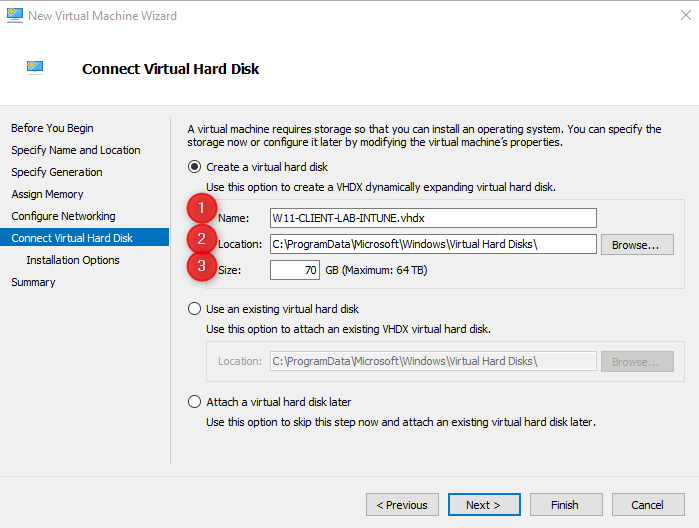 New Virtual Machine Wizard
Connect Virtual Hard Disk
Before You Begin
Specify Name and Location
Specify Generation
Assign Memory
Configure Networking
Connect Virtual Hard Disk
Installation Options
Summary
A virtual machine requires storage so that you can install an operating system. You can specify the
storage now or configure it later by modifying the virtual machine's properties.
Create a virtual hard disk
Use this option to create a VHDX dynamically expanding virtual hard disk.
1 Name: W11-CLIENT-LAB-INTUNE.vhdx
2 Location: C:\ProgramData\Microsoft\Windows\Virtual Hard Disks\ Browse...
3 Size: 70 GB (Maximum: 64 TB)
Use an existing virtual hard disk
Use this option to attach an existing VHDX virtual hard disk.
Location: C:\ProgramData\Microsoft\Windows\Virtual Hard Disks\ Browse...
Attach a virtual hard disk later
Use this option to skip this step now and attach an existing virtual hard disk later.
< Previous Next > Finish Cancel